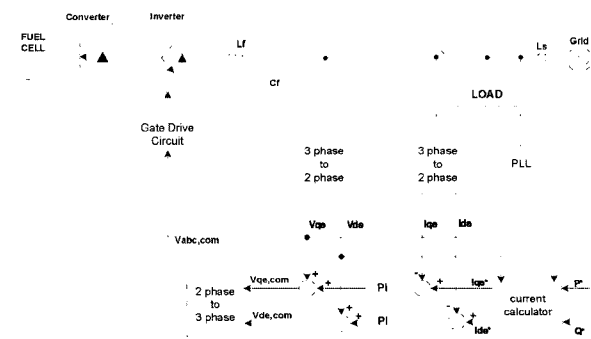 Converter
Inverter
FUEL
CELL
Lf
Ls
Grid
Cf
LOAD
Gate Drive
Circuit
3 phase
to
2 phase
3 phase
to
2 phase
PLL
Vqe
Vde
Iqe
Ide
Vabc,com
Vqe,com
+
+
PI
-
+
Iqe*
P*
2 phase
to
3 phase
current
calculator
Vde,com
+
+
PI
-
+
Ide*
Q*